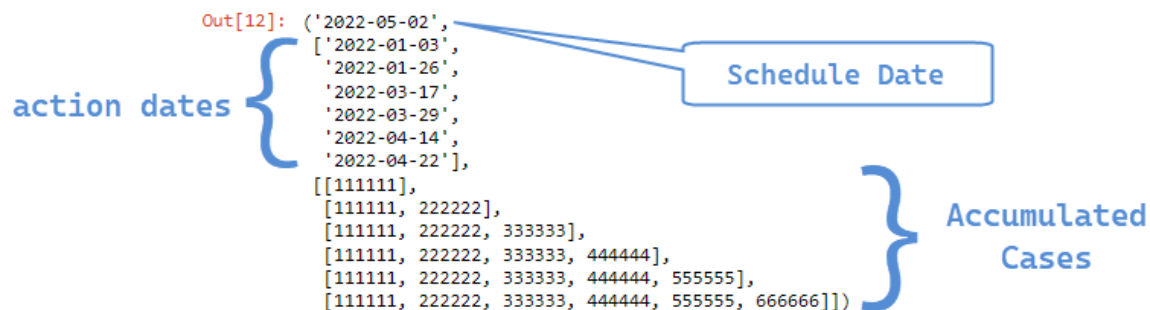 Out[12]: ('2022-05-02',
['2022-01-03',
'2022-01-26',
'2022-03-17',
'2022-03-29',
'2022-04-14',
'2022-04-22'],
[[111111],
[111111, 222222],
[111111, 222222, 333333],
[111111, 222222, 333333, 444444],
[111111, 222222, 333333, 444444, 555555],
[111111, 222222, 333333, 444444, 555555, 666666]])
Schedule Date
action dates
Accumulated
Cases